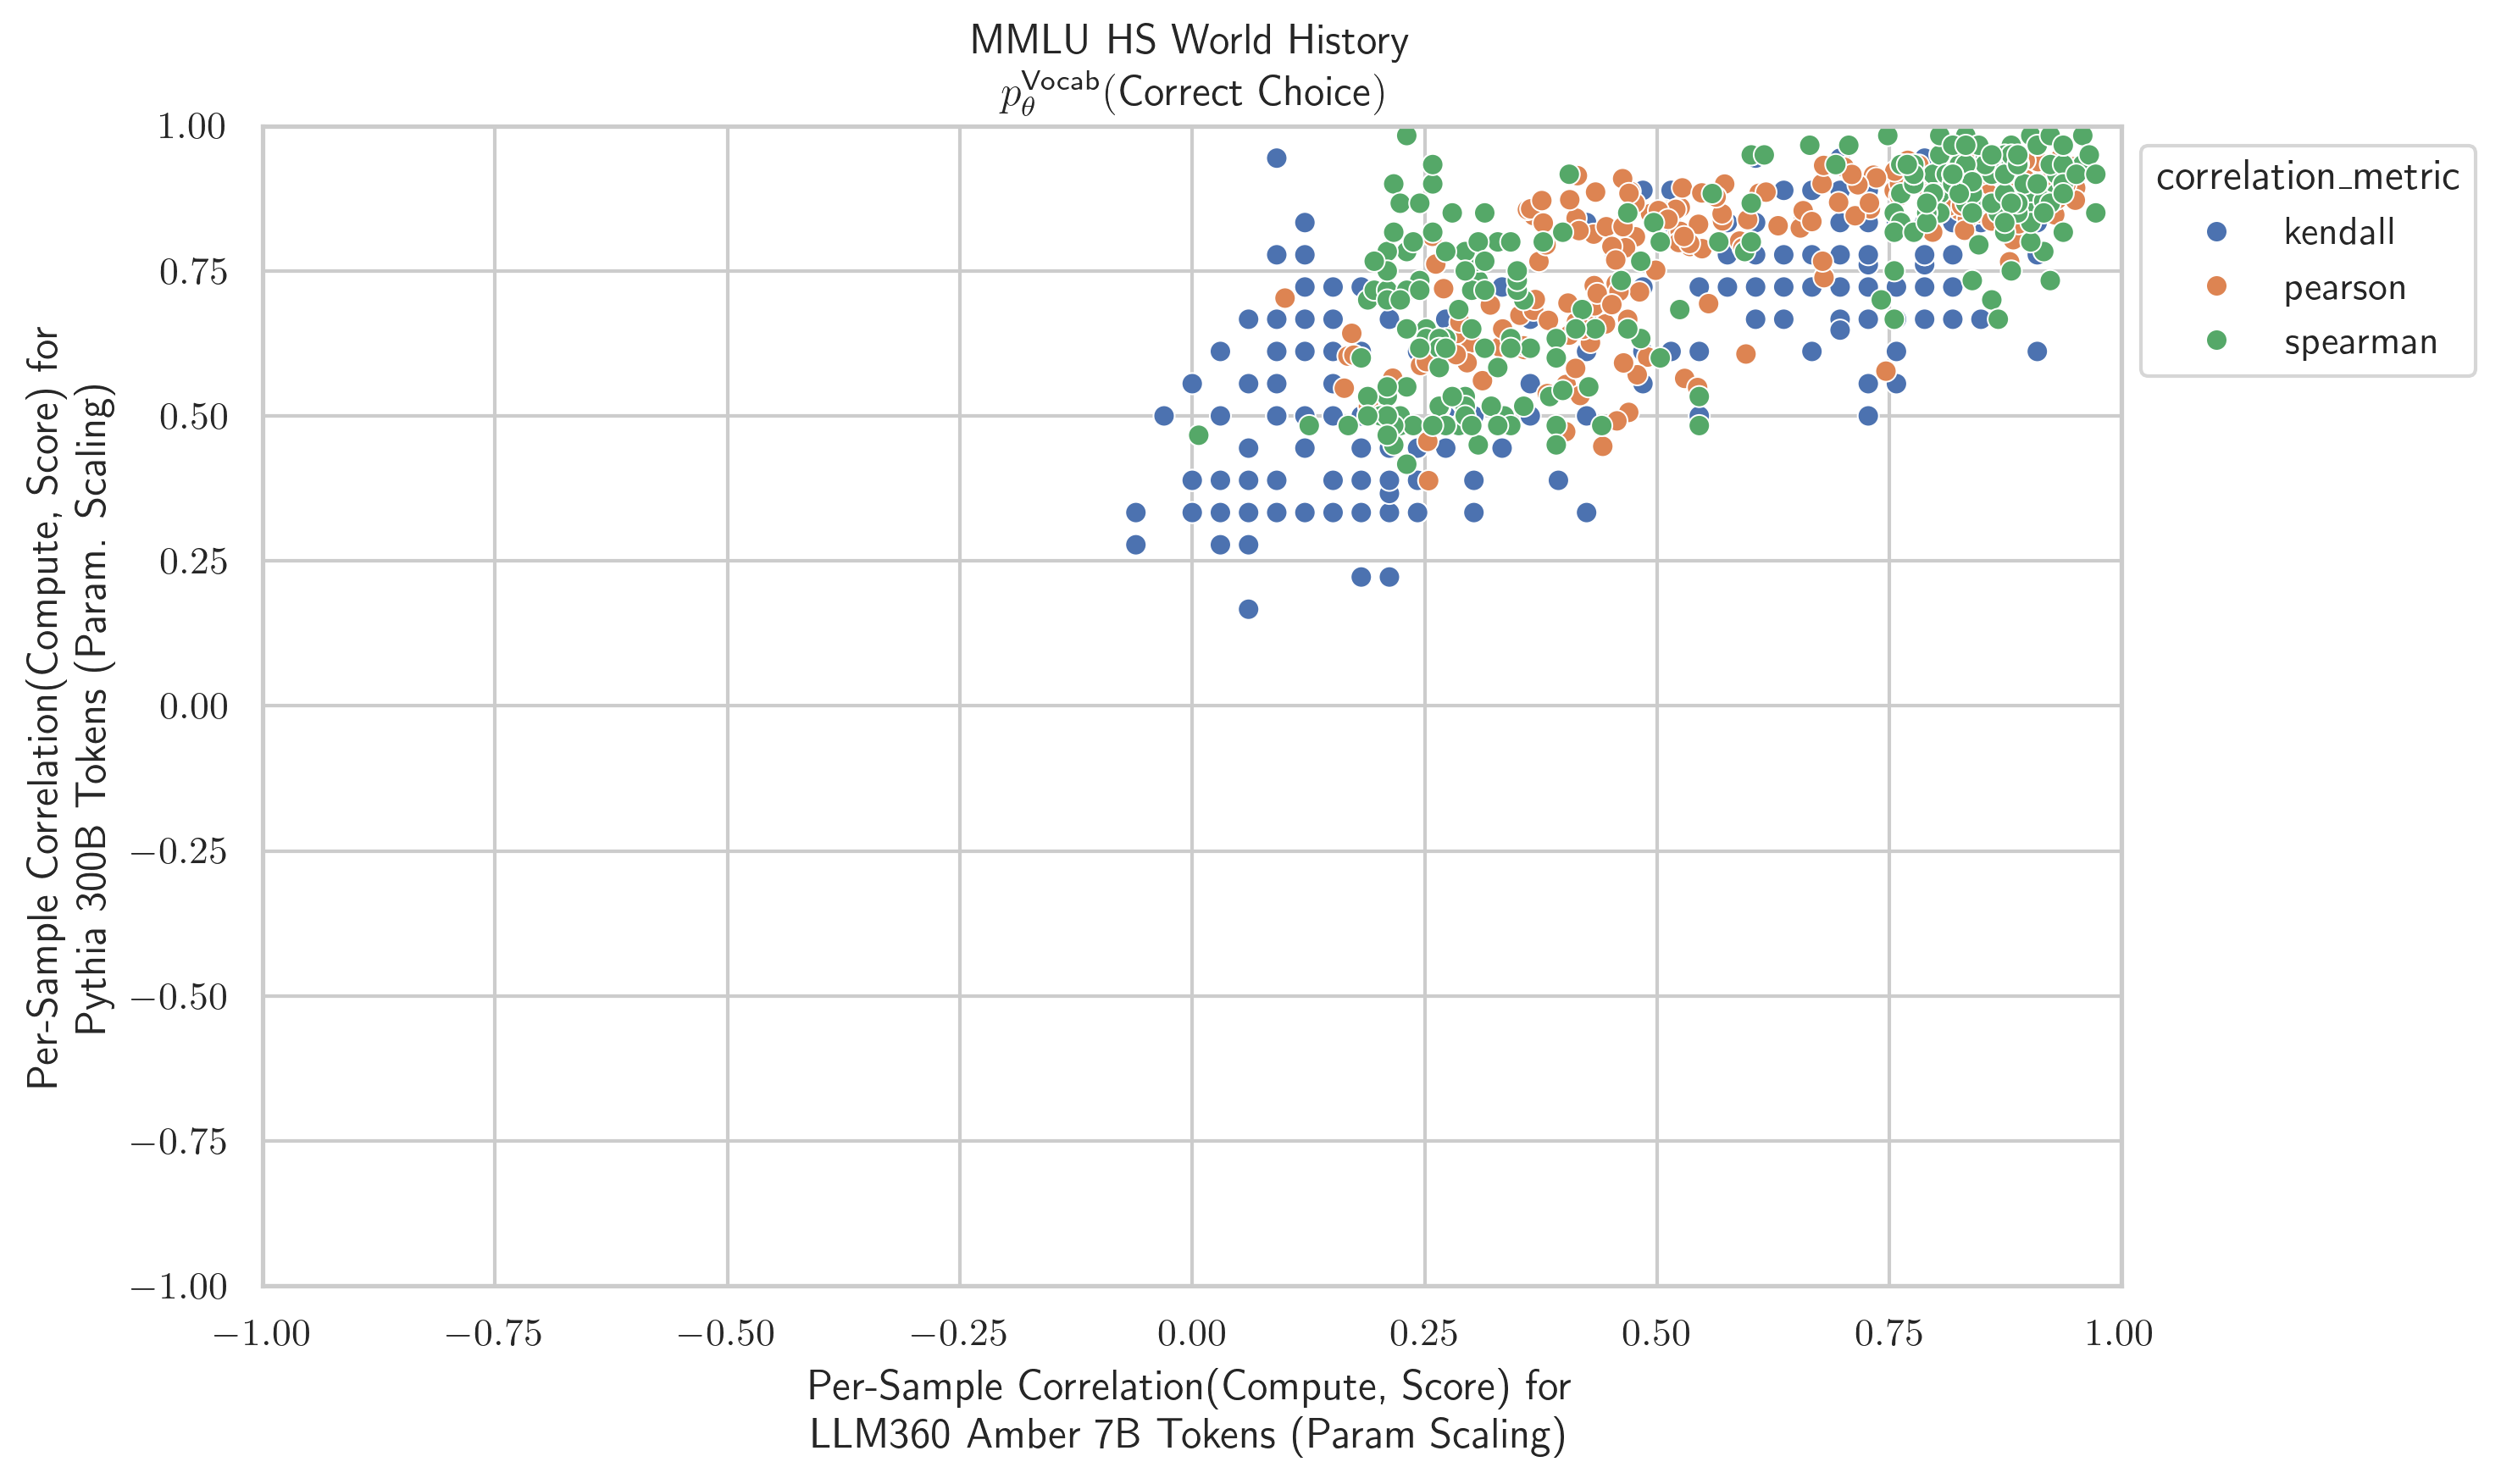 MMLU HS World History
p_θ^Vocab(Correct Choice)
Per-Sample Correlation(Compute, Score) for
Pythia 300B Tokens (Param. Scaling)
1.00
0.75
0.50
0.25
0.00
−0.25
−0.50
−0.75
−1.00
−1.00 −0.75 −0.50 −0.25 0.00 0.25 0.50 0.75 1.00
Per-Sample Correlation(Compute, Score) for
LLM360 Amber 7B Tokens (Param Scaling)
correlation_metric
kendall
pearson
spearman